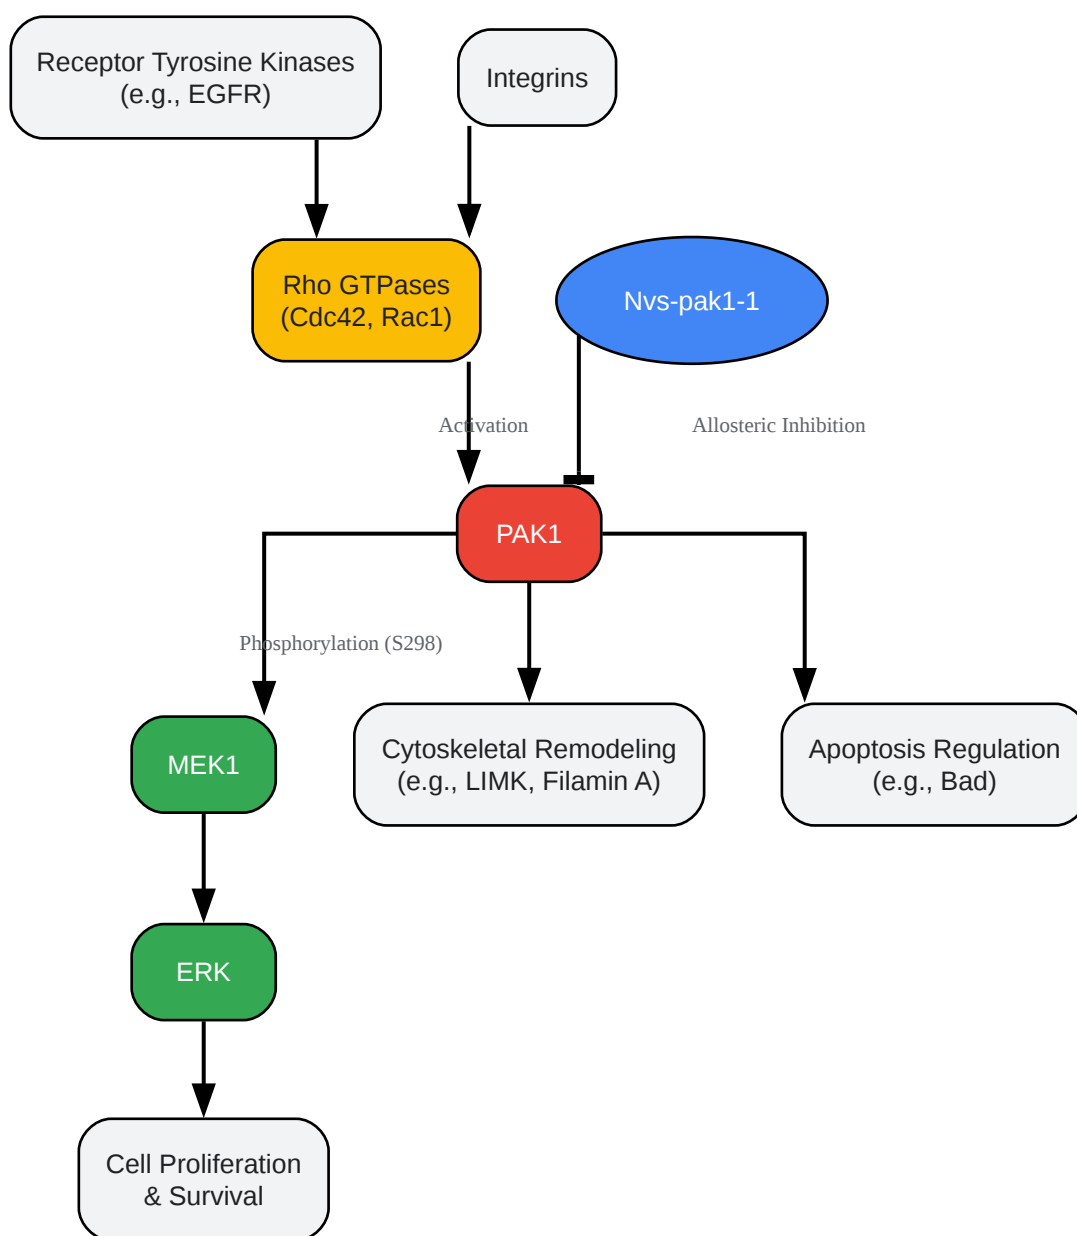 Receptor Tyrosine Kinases
(e.g., EGFR)
Integrins
Rho GTPases
(Cdc42, Rac1)
Nvs-pak1-1
Activation
Allosteric Inhibition
PAK1
Phosphorylation (S298)
MEK1
Cytoskeletal Remodeling
(e.g., LIMK, Filamin A)
Apoptosis Regulation
(e.g., Bad)
ERK
Cell Proliferation
& Survival